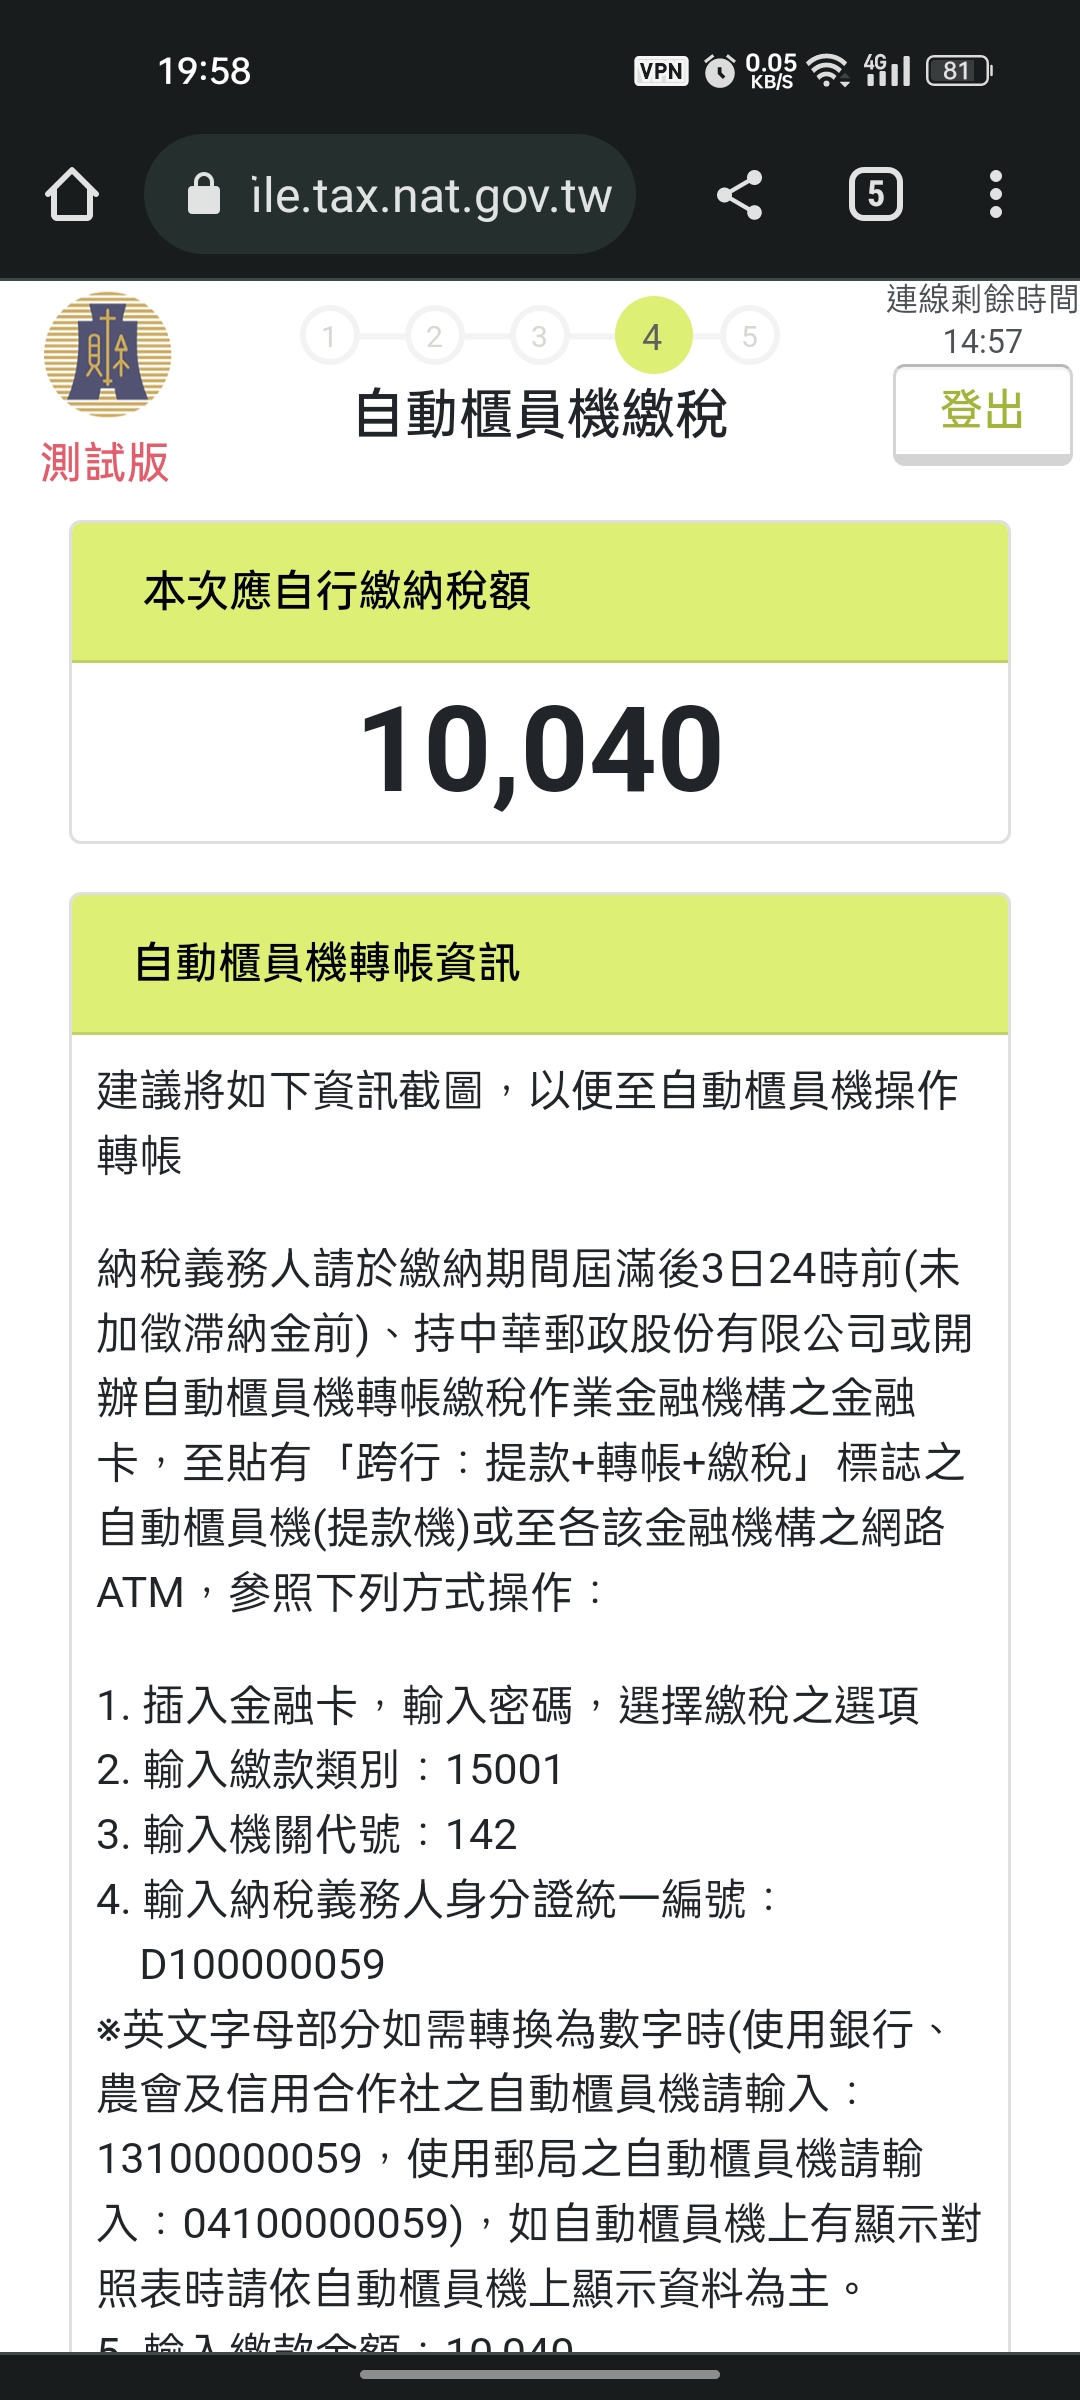 19:58
VPN
0.05
KB/S
4G
81
ile.tax.nat.gov.tw
5
連線剩餘時間
14:57
登出
測試版
1
2
3
4
5
自動櫃員機繳稅
本次應自行繳納稅額
10,040
自動櫃員機轉帳資訊
建議將如下資訊截圖，以便至自動櫃員機操作
轉帳
納稅義務人請於繳納期間屆滿後3日24時前(未
加徵滯納金前)、持中華郵政股份有限公司或開
辦自動櫃員機轉帳繳稅作業金融機構之金融
卡，至貼有「跨行：提款+轉帳+繳稅」標誌之
自動櫃員機(提款機)或至各該金融機構之網路
ATM，參照下列方式操作：
1. 插入金融卡，輸入密碼，選擇繳稅之選項
2. 輸入繳款類別：15001
3. 輸入機關代號：142
4. 輸入納稅義務人身分證統一編號：
D100000059
※英文字母部分如需轉換為數字時(使用銀行、
農會及信用合作社之自動櫃員機請輸入：
13100000059，使用郵局之自動櫃員機請輸
入：04100000059)，如自動櫃員機上有顯示對
照表時請依自動櫃員機上顯示資料為主。
5. 輸入繳款金額：10,040